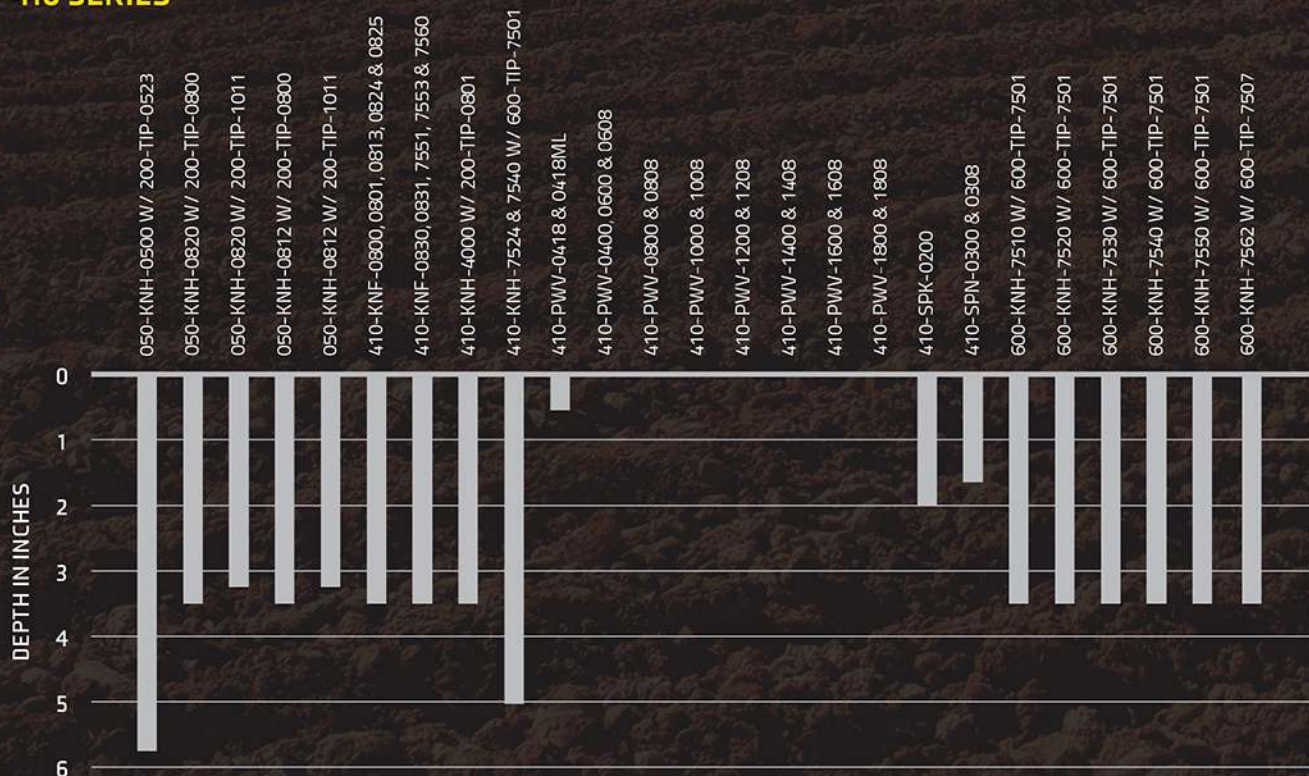 050-KNH-0500 W/ 200-TIP-0523
050-KNH-0820 W/ 200-TIP-0800
050-KNH-0820 W/ 200-TIP-1011
050-KNH-0812 W/ 200-TIP-0800
050-KNH-0812 W/ 200-TIP-1011
410-KNF-0800, 0801, 0813, 0824 & 0825
410-KNF-0830, 0831, 7551, 7553 & 7560
410-KNH-4000 W/ 200-TIP-0801
410-KNH-7524 & 7540 W/ 600-TIP-7501
410-PWV-0418 & 0418ML
410-PWV-0400, 0600 & 0608
410-PWV-0800 & 0808
410-PWV-1000 & 1008
410-PWV-1200 & 1208
410-PWV-1400 & 1408
410-PWV-1600 & 1608
410-PWV-1800 & 1808
410-SPK-0200
410-SPN-0300 & 0308
600-KNH-7510 W/ 600-TIP-7501
600-KNH-7520 W/ 600-TIP-7501
600-KNH-7530 W/ 600-TIP-7501
600-KNH-7540 W/ 600-TIP-7501
600-KNH-7550 W/ 600-TIP-7501
600-KNH-7562 W/ 600-TIP-7507
DEPTH IN INCHES
0
1
2
3
4
5
6